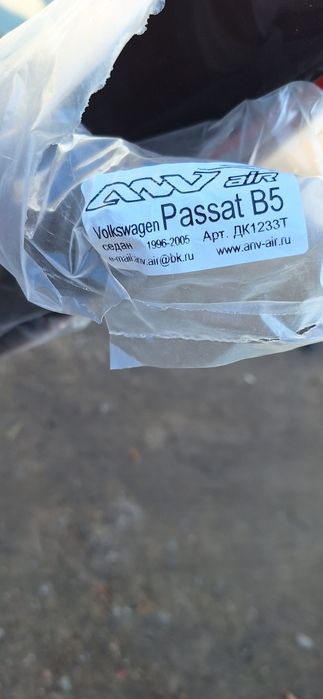 ANV air
Volkswagen Passat B5
седан 1996-2005 Арт. ДК1233Т
e-mail:anv.air@bk.ru www.anv-air.ru